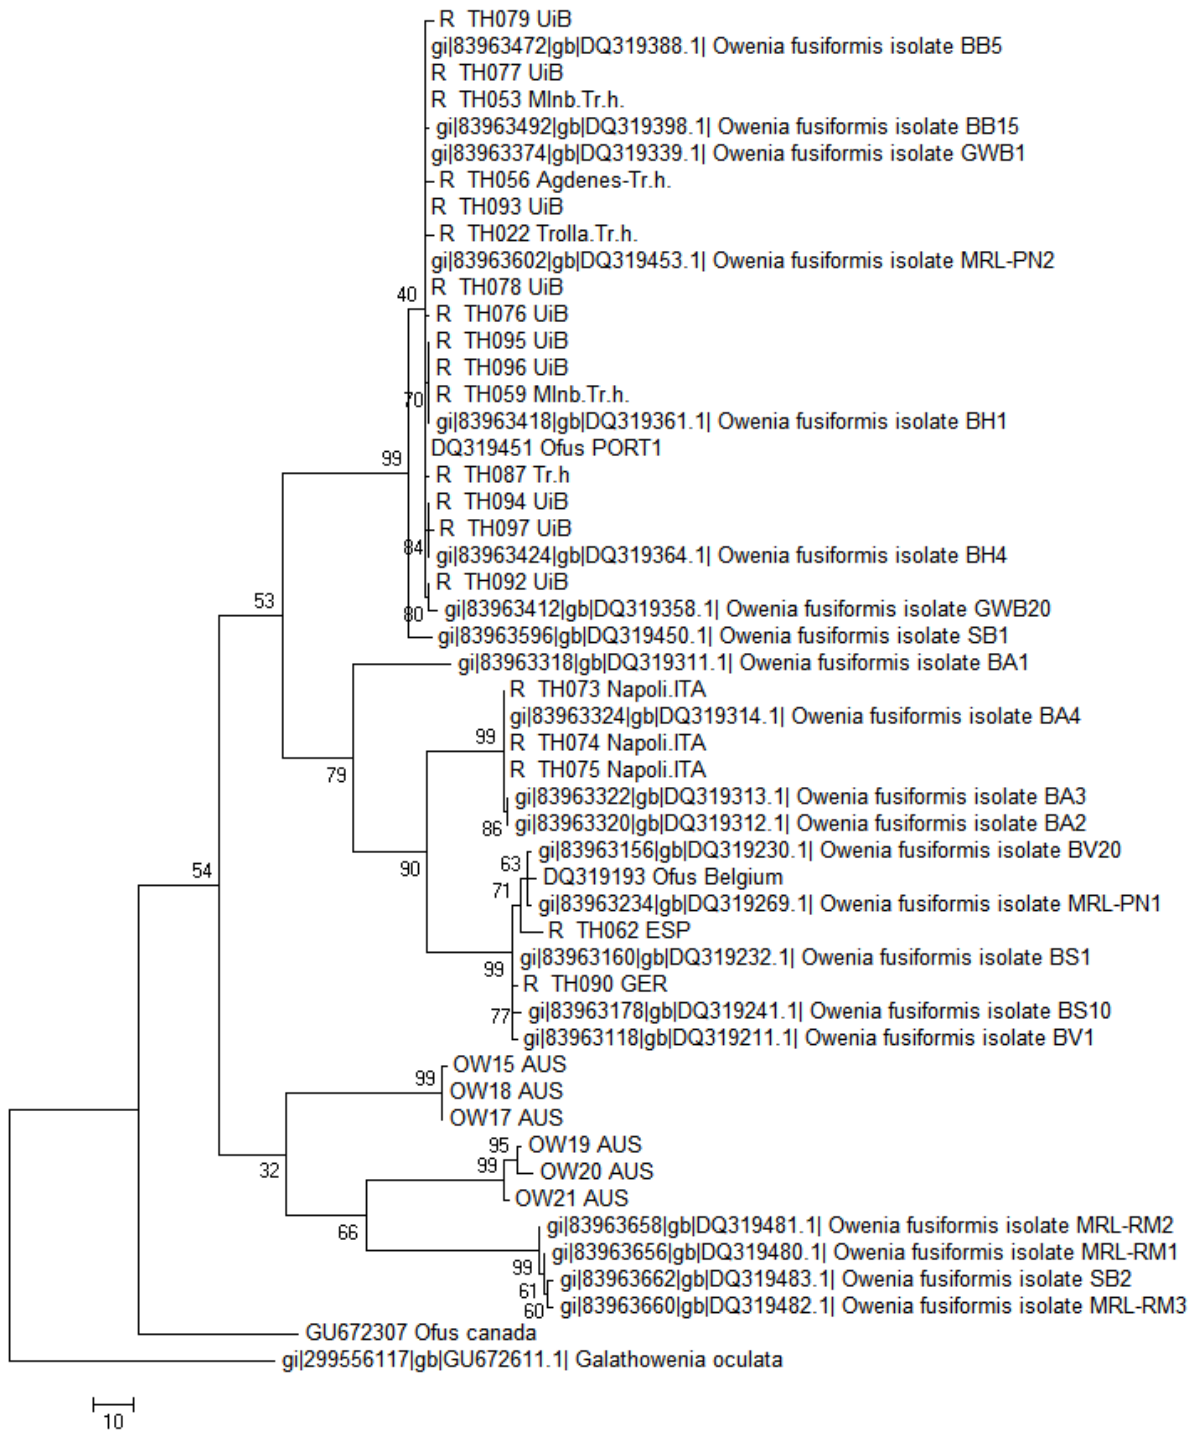 R TH079 UiB
gi|83963472|gb|DQ319388.1| Owenia fusiformis isolate BB5
R TH077 UiB
R TH053 Mlnb.Tr.h.
gi|83963492|gb|DQ319398.1| Owenia fusiformis isolate BB15
gi|83963374|gb|DQ319339.1| Owenia fusiformis isolate GWB1
R TH056 Agdenes-Tr.h.
R TH093 UiB
R TH022 Trolla.Tr.h.
gi|83963602|gb|DQ319453.1| Owenia fusiformis isolate MRL-PN2
R TH078 UiB
40
R TH076 UiB
R TH095 UiB
R TH096 UiB
R TH059 Mlnb.Tr.h.
70
gi|83963418|gb|DQ319361.1| Owenia fusiformis isolate BH1
DQ319451 Ofus PORT1
99
R TH087 Tr.h
R TH094 UiB
R TH097 UiB
84
gi|83963424|gb|DQ319364.1| Owenia fusiformis isolate BH4
R TH092 UiB
53
80
gi|83963412|gb|DQ319358.1| Owenia fusiformis isolate GWB20
gi|83963596|gb|DQ319450.1| Owenia fusiformis isolate SB1
gi|83963318|gb|DQ319311.1| Owenia fusiformis isolate BA1
R TH073 Napoli.ITA
gi|83963324|gb|DQ319314.1| Owenia fusiformis isolate BA4
99
R TH074 Napoli.ITA
R TH075 Napoli.ITA
79
gi|83963322|gb|DQ319313.1| Owenia fusiformis isolate BA3
86
gi|83963320|gb|DQ319312.1| Owenia fusiformis isolate BA2
gi|83963156|gb|DQ319230.1| Owenia fusiformis isolate BV20
63
90
54
DQ319193 Ofus Belgium
71
gi|83963234|gb|DQ319269.1| Owenia fusiformis isolate MRL-PN1
R TH062 ESP
gi|83963160|gb|DQ319232.1| Owenia fusiformis isolate BS1
99
R TH090 GER
gi|83963178|gb|DQ319241.1| Owenia fusiformis isolate BS10
77
gi|83963118|gb|DQ319211.1| Owenia fusiformis isolate BV1
OW15 AUS
99
OW18 AUS
OW17 AUS
95
OW19 AUS
99
32
OW20 AUS
OW21 AUS
gi|83963658|gb|DQ319481.1| Owenia fusiformis isolate MRL-RM2
66
gi|83963656|gb|DQ319480.1| Owenia fusiformis isolate MRL-RM1
99
gi|83963662|gb|DQ319483.1| Owenia fusiformis isolate SB2
61
60
gi|83963660|gb|DQ319482.1| Owenia fusiformis isolate MRL-RM3
GU672307 Ofus canada
gi|299556117|gb|GU672611.1| Galathowenia oculata
10